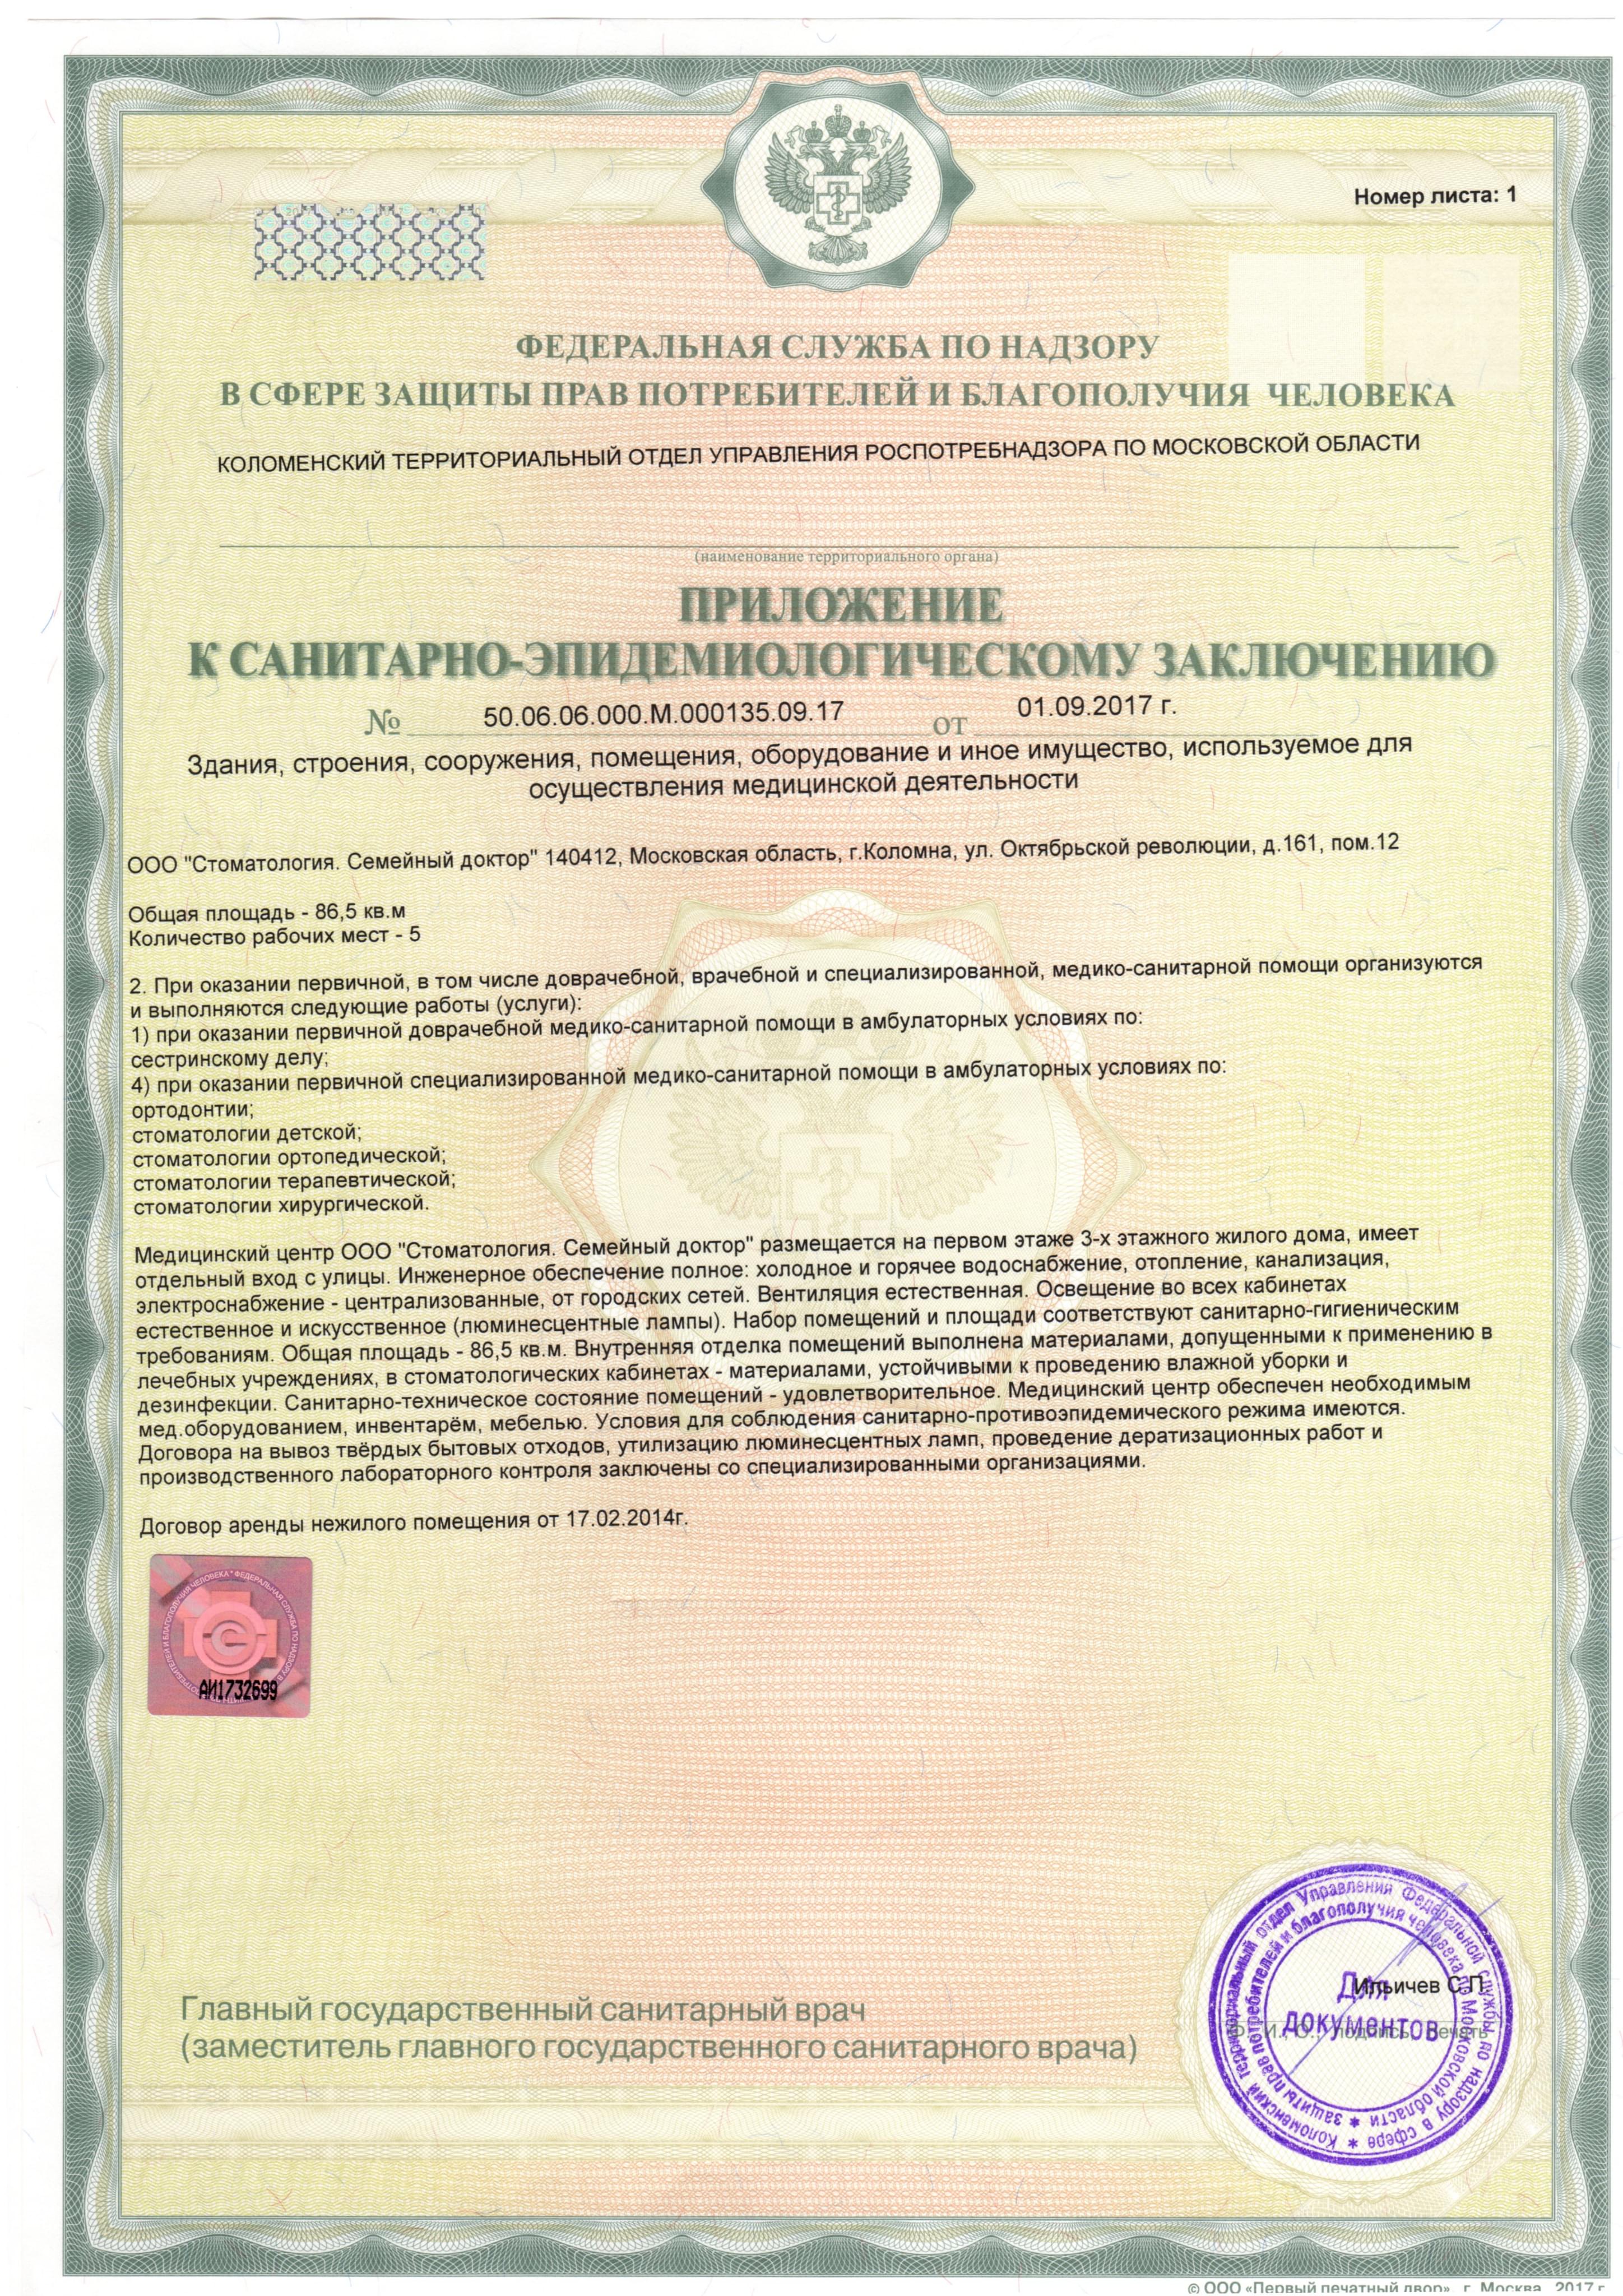 Номер листа: 1
ФЕДЕРАЛЬНАЯ СЛУЖБА ПО НАДЗОРУ
В СФЕРЕ ЗАЩИТЫ ПРАВ ПОТРЕБИТЕЛЕЙ И БЛАГОПОЛУЧИЯ ЧЕЛОВЕКА
КОЛОМЕНСКИЙ ТЕРРИТОРИАЛЬНЫЙ ОТДЕЛ УПРАВЛЕНИЯ РОСПОТРЕБНАДЗОРА ПО МОСКОВСКОЙ ОБЛАСТИ
(наименование территориального органа)
ПРИЛОЖЕНИЕ
К САНИТАРНО-ЭПИДЕМИОЛОГИЧЕСКОМУ ЗАКЛЮЧЕНИЮ
№ 50.06.06.000.М.000135.09.17 от 01.09.2017 г.
Здания, строения, сооружения, помещения, оборудование и иное имущество, используемое для
осуществления медицинской деятельности
ООО "Стоматология. Семейный доктор" 140412, Московская область, г.Коломна, ул. Октябрьской революции, д.161, пом.12
Общая площадь - 86,5 кв.м
Количество рабочих мест - 5
2. При оказании первичной, в том числе доврачебной, врачебной и специализированной, медико-санитарной помощи организуются
и выполняются следующие работы (услуги):
1) при оказании первичной доврачебной медико-санитарной помощи в амбулаторных условиях по:
сестринскому делу;
4) при оказании первичной специализированной медико-санитарной помощи в амбулаторных условиях по:
ортодонтии;
стоматологии детской;
стоматологии ортопедической;
стоматологии терапевтической;
стоматологии хирургической.
Медицинский центр ООО "Стоматология. Семейный доктор" размещается на первом этаже 3-х этажного жилого дома, имеет
отдельный вход с улицы. Инженерное обеспечение полное: холодное и горячее водоснабжение, отопление, канализация,
электроснабжение - централизованные, от городских сетей. Вентиляция естественная. Освещение во всех кабинетах
естественное и искусственное (люминесцентные лампы). Набор помещений и площади соответствуют санитарно-гигиеническим
требованиям. Общая площадь - 86,5 кв.м. Внутренняя отделка помещений выполнена материалами, допущенными к применению в
лечебных учреждениях, в стоматологических кабинетах - материалами, устойчивыми к проведению влажной уборки и
дезинфекции. Санитарно-техническое состояние помещений - удовлетворительное. Медицинский центр обеспечен необходимым
мед.оборудованием, инвентарём, мебелью. Условия для соблюдения санитарно-противоэпидемического режима имеются.
Договора на вывоз твёрдых бытовых отходов, утилизацию люминесцентных ламп, проведение дератизационных работ и
производственного лабораторного контроля заключены со специализированными организациями.
Договор аренды нежилого помещения от 17.02.2014г.
АИ1732699
Главный государственный санитарный врач
(заместитель главного государственного санитарного врача)
Ильичев С.П.
Для
документов
Коломенский территориальный отдел Управления Федеральной службы по надзору в сфере
защиты прав потребителей и благополучия человека по Московской области
© ООО «Первый печатный двор», г. Москва, 2017 г.